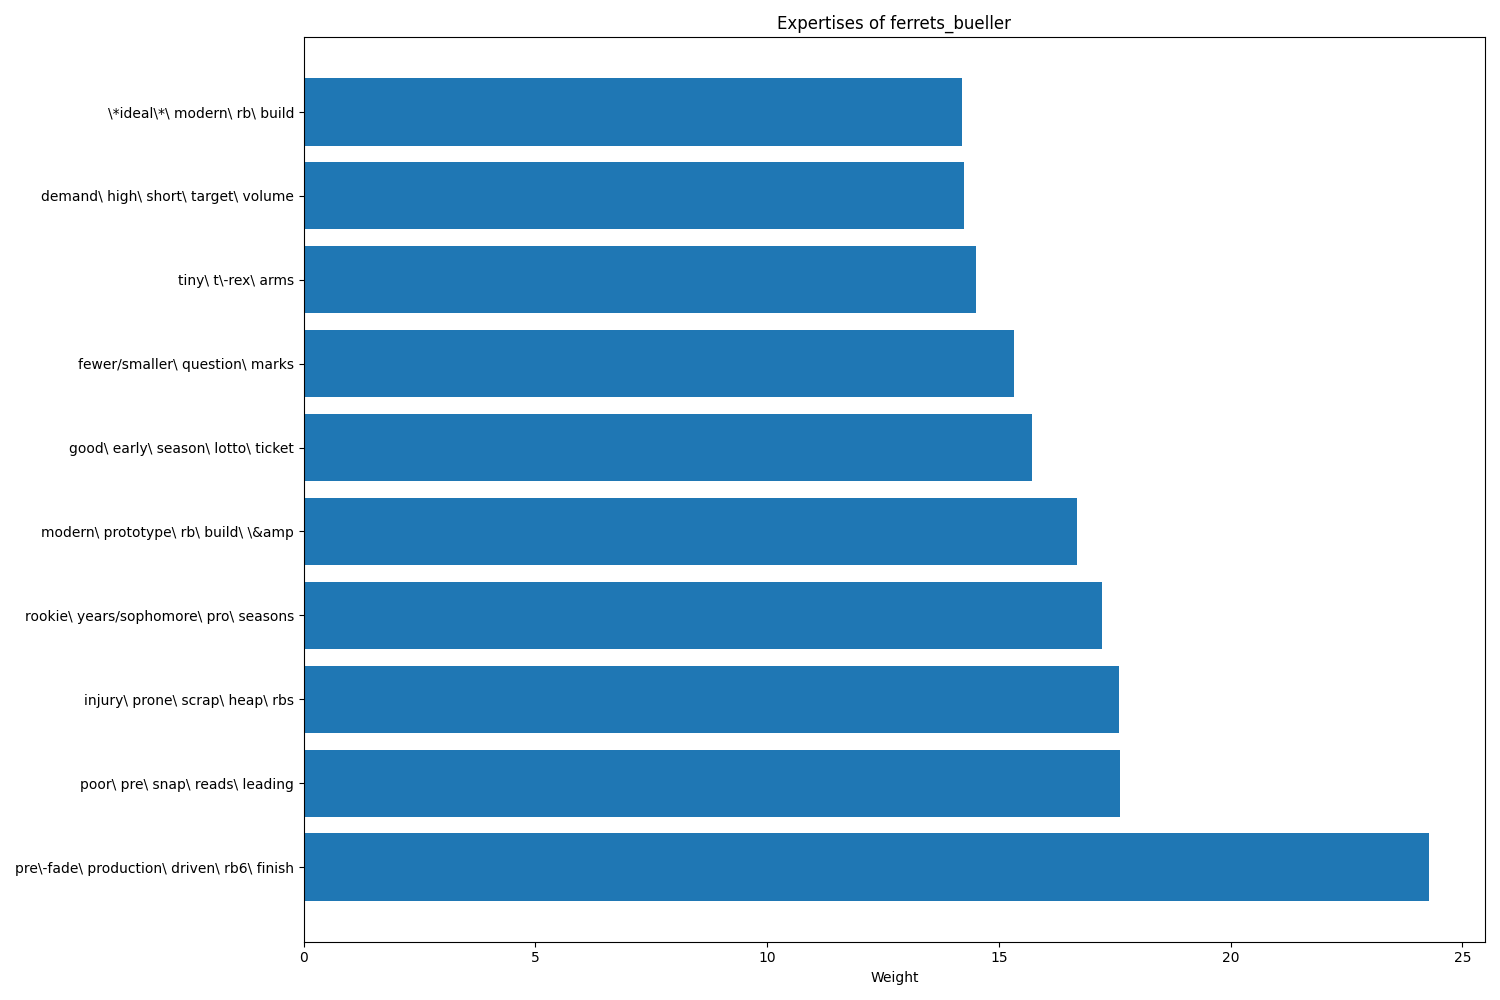 Expertises of ferrets_bueller
\*ideal\*\ modern\ rb\ build
demand\ high\ short\ target\ volume
tiny\ t\-rex\ arms
fewer/smaller\ question\ marks
good\ early\ season\ lotto\ ticket
modern\ prototype\ rb\ build\ \&amp
rookie\ years/sophomore\ pro\ seasons
injury\ prone\ scrap\ heap\ rbs
poor\ pre\ snap\ reads\ leading
pre\-fade\ production\ driven\ rb6\ finish
0 5 10 15 20 25
Weight